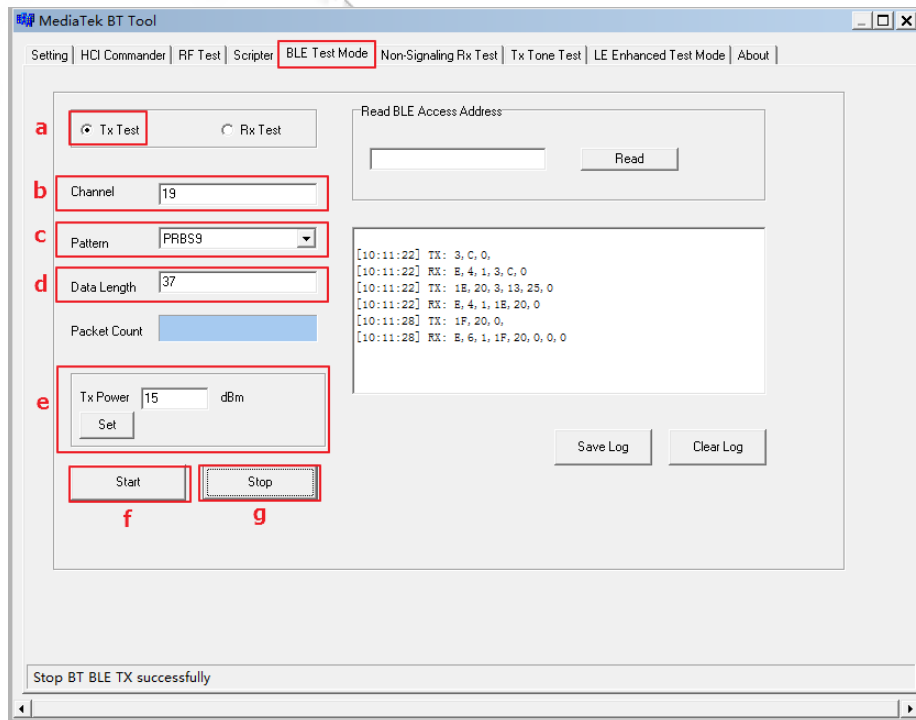 MediaTek BT Tool
Setting HCI Commander RF Test Scripter BLE Test Mode Non-Signaling Rx Test Tx Tone Test LE Enhanced Test Mode About
a
Tx Test Rx Test
Read BLE Access Address
Read
b
Channel 19
c
Pattern PRBS9
d
Data Length 37
Packet Count
e
Tx Power 15 dBm
Set
Start Stop
f g
[10:11:22] TX: 3, C, 0,
[10:11:22] RX: E, 4, 1, 3, C, 0
[10:11:22] TX: 1E, 20, 3, 13, 25, 0
[10:11:22] RX: E, 4, 1, 1E, 20, 0
[10:11:28] TX: 1F, 20, 0,
[10:11:28] RX: E, 6, 1, 1F, 20, 0, 0, 0
Save Log Clear Log
Stop BT BLE TX successfully